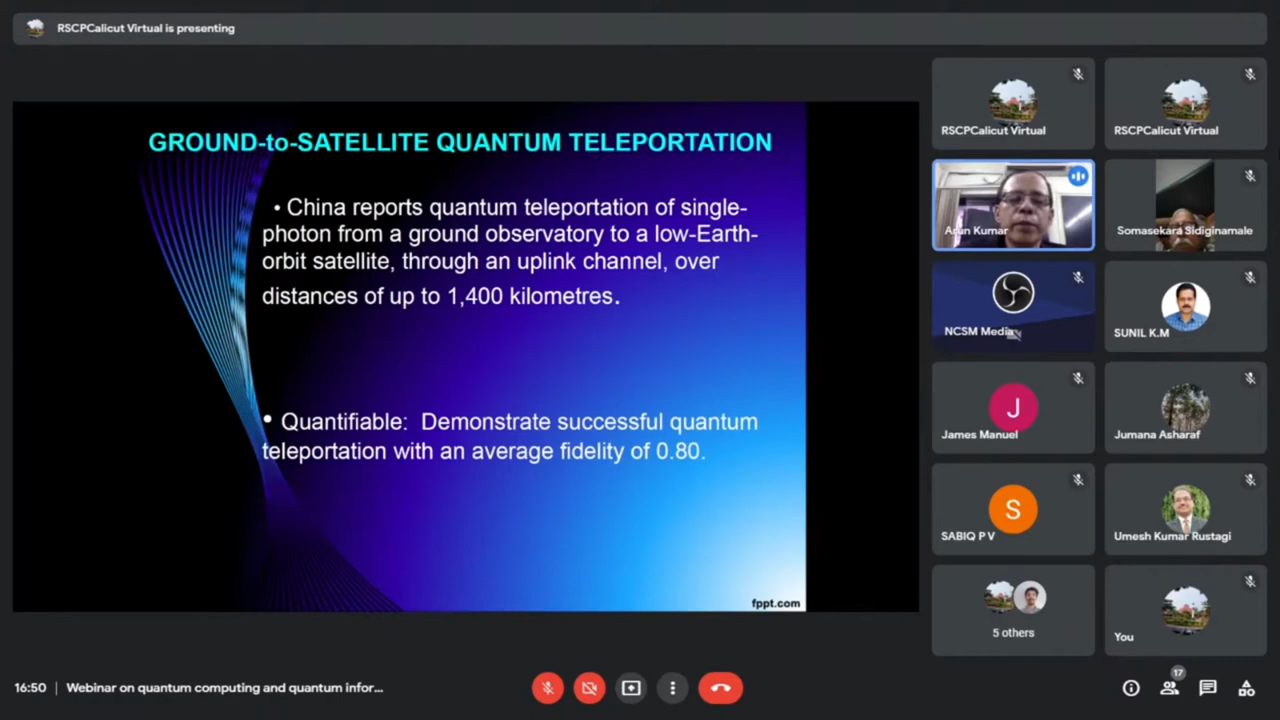 RSCPCalicut Virtual is presenting
GROUND-to-SATELLITE QUANTUM TELEPORTATION
• China reports quantum teleportation of single-
photon from a ground observatory to a low-Earth-
orbit satellite, through an uplink channel, over
distances of up to 1,400 kilometres.
• Quantifiable: Demonstrate successful quantum
teleportation with an average fidelity of 0.80.
fppt.com
RSCPCalicut Virtual
RSCPCalicut Virtual
Arun Kumar
Somasekara Sidiginamale
NCSM Media
SUNIL K.M
J
James Manuel
Jumana Asharaf
S
SABIQ P V
Umesh Kumar Rustagi
5 others
You
16:50 | Webinar on quantum computing and quantum infor...
17